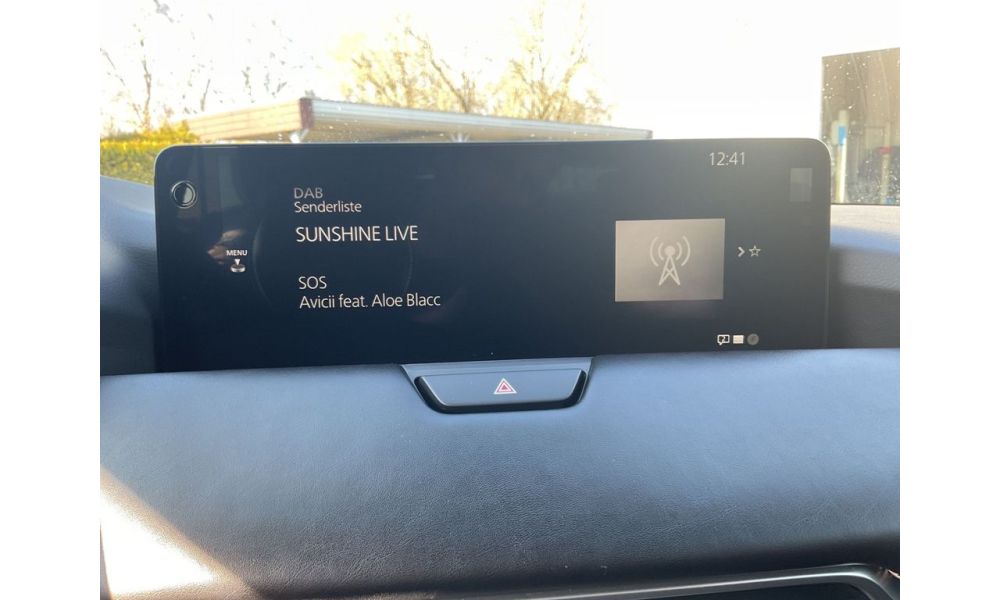 12:41
DAB
Senderliste
SUNSHINE LIVE
MENU
SOS
Avicii feat. Aloe Blacc